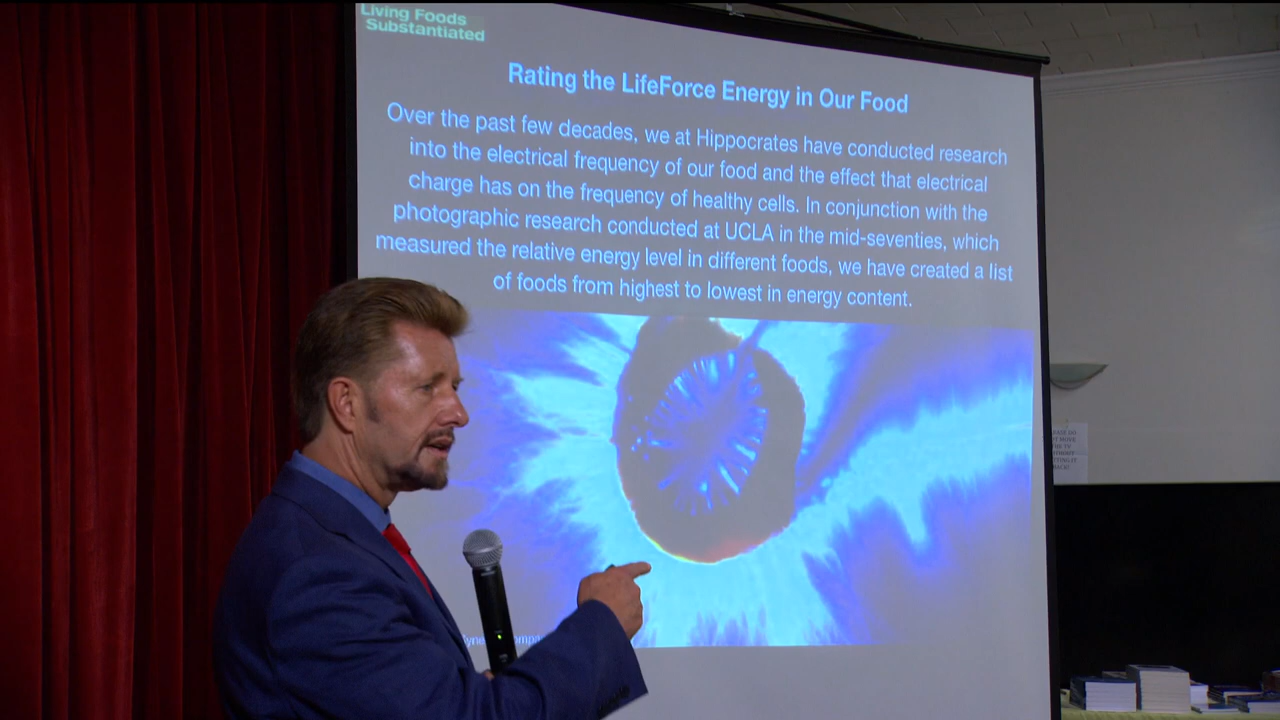 Living Foods
Substantiated
Rating the LifeForce Energy in Our Food
Over the past few decades, we at Hippocrates have conducted research
into the electrical frequency of our food and the effect that electrical
charge has on the frequency of healthy cells. In conjunction with the
photographic research conducted at UCLA in the mid-seventies, which
measured the relative energy level in different foods, we have created a list
of foods from highest to lowest in energy content.